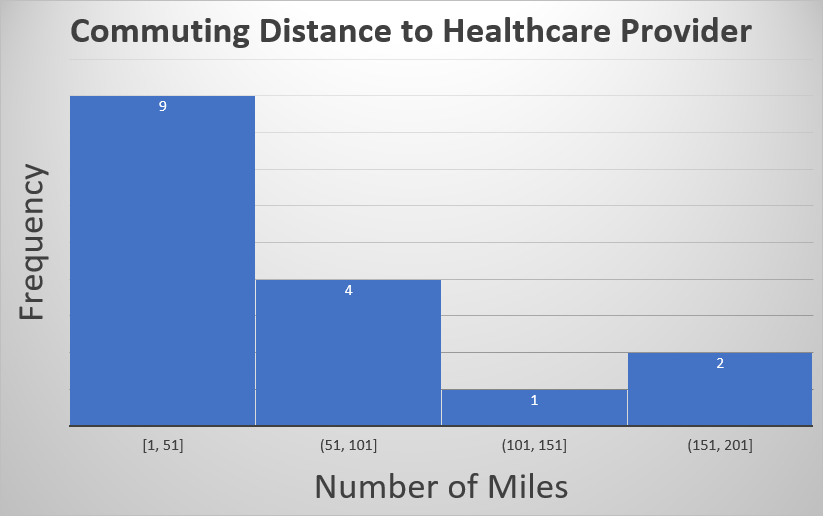 Commuting Distance to Healthcare Provider
Frequency
9
4
1
2
[1, 51]
(51, 101]
(101, 151]
(151, 201]
Number of Miles